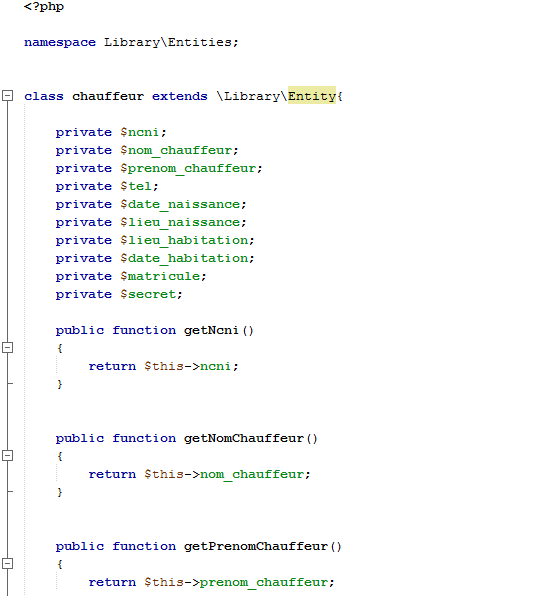 <?php
namespace Library\Entities;
class chauffeur extends \Library\Entity{
private $ncni;
private $nom_chauffeur;
private $prenom_chauffeur;
private $tel;
private $date_naissance;
private $lieu_naissance;
private $lieu_habitation;
private $date_habitation;
private $matricule;
private $secret;
public function getNcni()
{
return $this->ncni;
}
public function getNomChauffeur()
{
return $this->nom_chauffeur;
}
public function getPrenomChauffeur()
{
return $this->prenom_chauffeur;